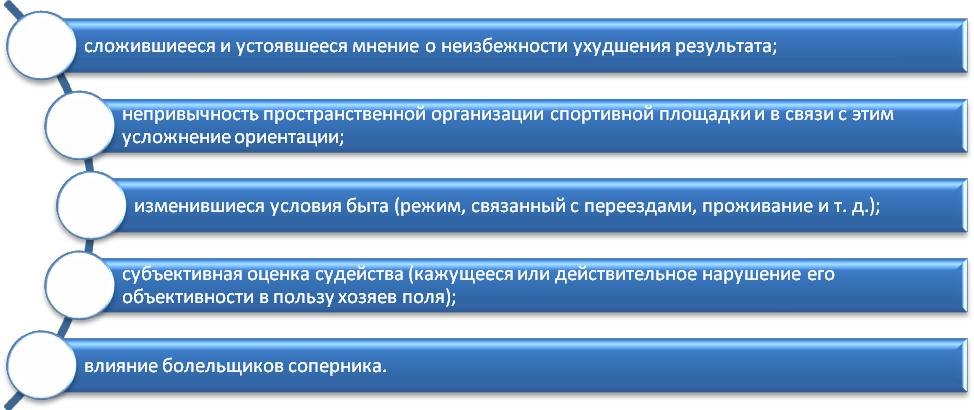 сложившиееся и устоявшееся мнение о неизбежности ухудшения результата;
непривычность пространственной организации спортивной площадки и в связи с этим
усложнение ориентации;
изменившиеся условия быта (режим, связанный с переездами, проживание и т. д.);
субъективная оценка судейства (кажущееся или действительное нарушение его
объективности в пользу хозяев поля);
влияние болельщиков соперника.